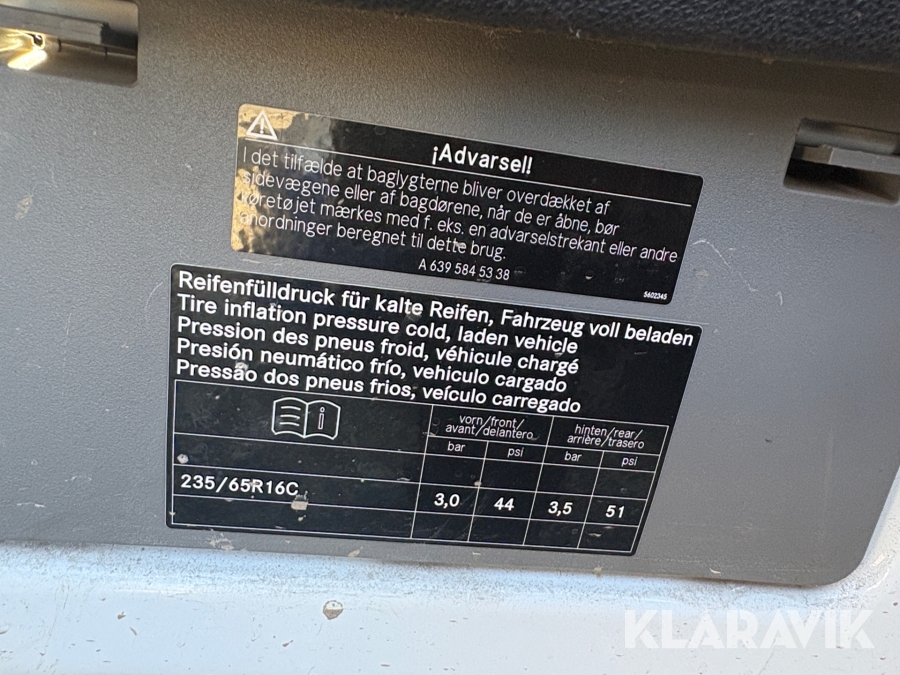 ¡Advarsel!
I det tilfælde at baglygterne bliver overdækket af
sidevægene eller af bagdørene, når de er åbne, bør
køretøjet mærkes med f. eks. en advarselstrekant eller andre
anordninger beregnet til dette brug.
A 639 584 53 38
5602345
Reifenfülldruck für kalte Reifen, Fahrzeug voll beladen
Tire inflation pressure cold, laden vehicle
Pression des pneus froid, véhicule chargé
Presión neumático frío, vehiculo cargado
Pressão dos pneus frios, veículo carregado
vorn/front/ hinten/rear/
avant/delantero arrière/trasero
bar psi bar psi
235/65R16C 3,0 44 3,5 51
KLARAVIK